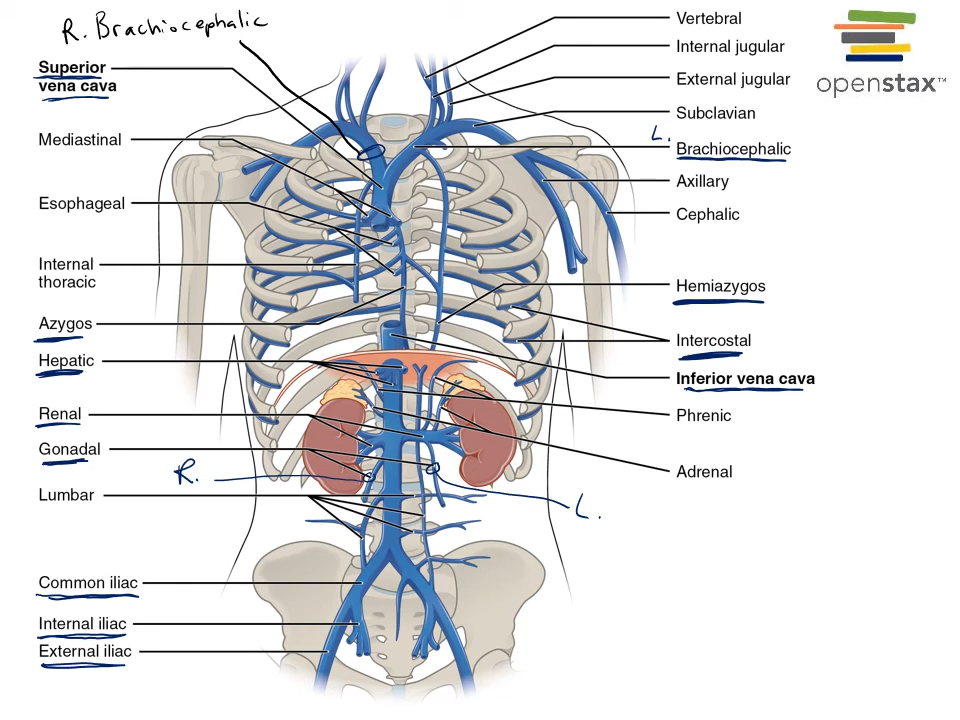 R. Brachiocephalic
Superior
vena cava
Mediastinal
Esophageal
Internal
thoracic
Azygos
Hepatic
Renal
Gonadal
R.
Lumbar
Common iliac
Internal iliac
External iliac
Vertebral
Internal jugular
External jugular
Subclavian
L.
Brachiocephalic
Axillary
Cephalic
Hemiazygos
Intercostal
Inferior vena cava
Phrenic
Adrenal
L.
openstax™